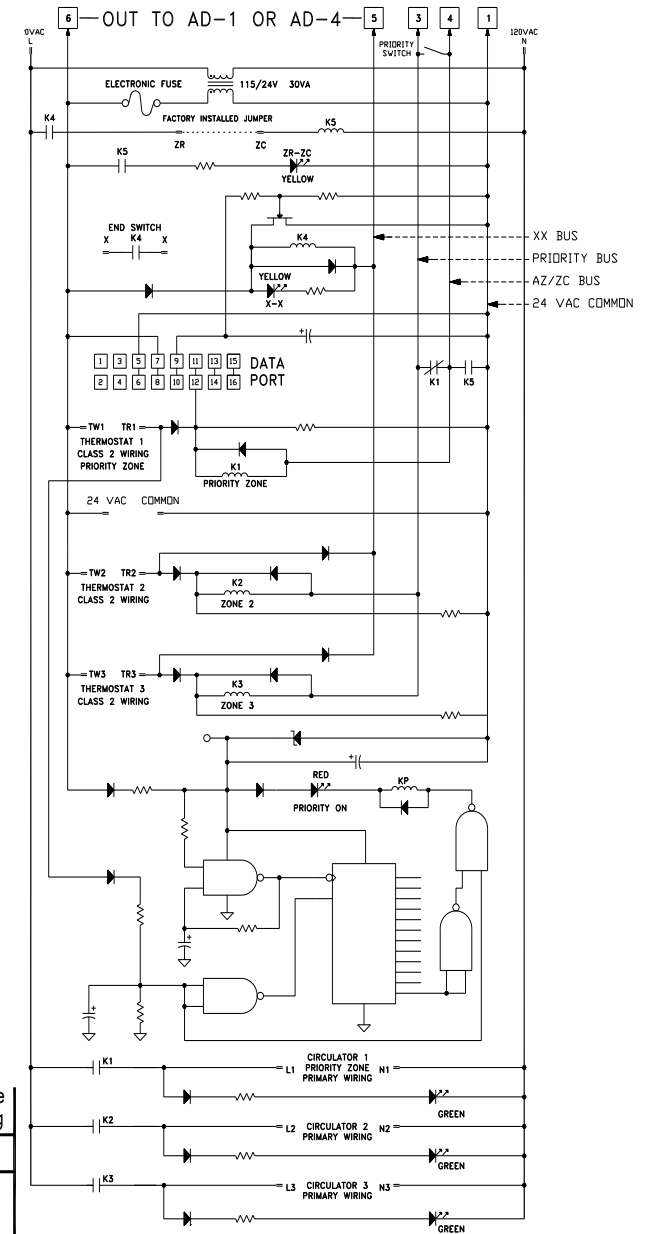 6 OUT TO AD-1 OR AD-4 5 3 4 1
0VAC
L
120VAC
N
PRIORITY
SWITCH
ELECTRONIC FUSE
115/24V 30VA
K4
FACTORY INSTALLED JUMPER
ZR ZC
K5
K5
ZR-ZC
YELLOW
END SWITCH
X K4 X
K4
YELLOW
X-X
XX BUS
PRIORITY BUS
AZ/ZC BUS
24 VAC COMMON
1 3 5 7 9 11 13 15 DATA
2 4 6 8 10 12 14 16 PORT
K1 K5
TW1 TR1
THERMOSTAT 1
CLASS 2 WIRING
PRIORITY ZONE
K1
PRIORITY ZONE
24 VAC COMMON
TW2 TR2
THERMOSTAT 2
CLASS 2 WIRING
K2
ZONE 2
TW3 TR3
THERMOSTAT 3
CLASS 2 WIRING
K3
ZONE 3
RED
PRIORITY ON
KP
K1
L1 CIRCULATOR 1 N1
PRIORITY ZONE
PRIMARY WIRING
GREEN
K2
L2 CIRCULATOR 2 N2
PRIMARY WIRING
GREEN
K3
L3 CIRCULATOR 3 N3
PRIMARY WIRING
GREEN